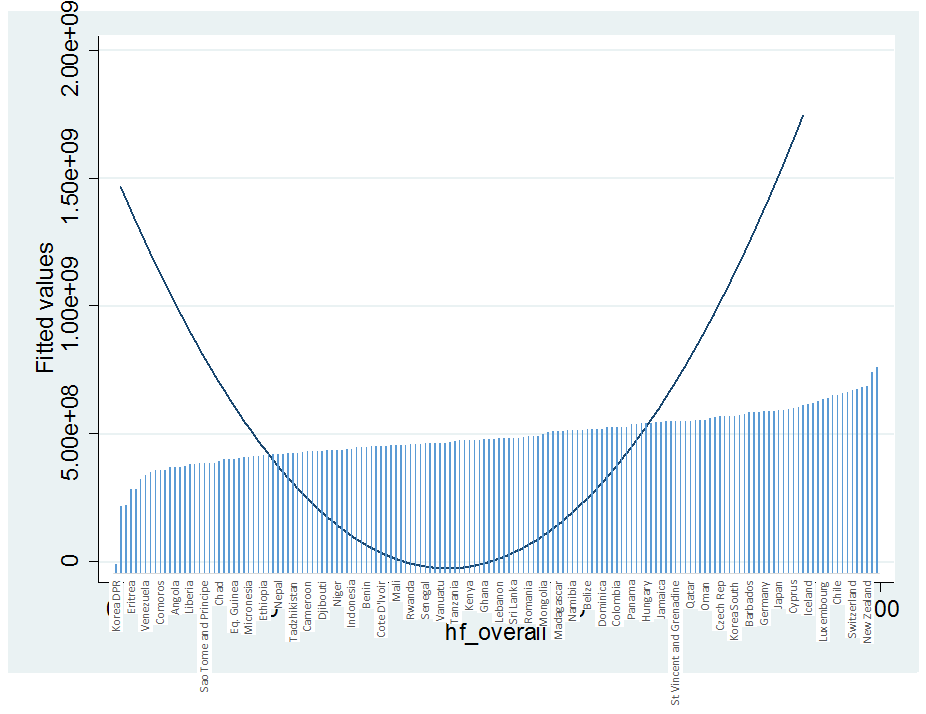 2.00e+09
1.50e+09
1.00e+09
5.00e+08
0
Fitted values
Korea DPR
Eritrea
Venezuela
Comoros
Angola
Liberia
Sao Tome and Principe
Chad
Eq. Guinea
Micronesia
Ethiopia
Nepal
Tadzhikistan
Cameroon
Djibouti
Niger
Indonesia
Benin
Cote D'Ivoir
Mali
Rwanda
Senegal
Vanuatu
Tanzania
Kenya
Ghana
Lebanon
Sri Lanka
Romania
Mongolia
Madagascar
Namibia
Belize
Dominica
Colombia
Panama
Hungary
Jamaica
St Vincent and Grenadine
Qatar
Oman
Czech Rep
Korea South
Barbados
Germany
Japan
Cyprus
Iceland
Luxembourg
Chile
Switzerland
New Zealand
00
hf_overall